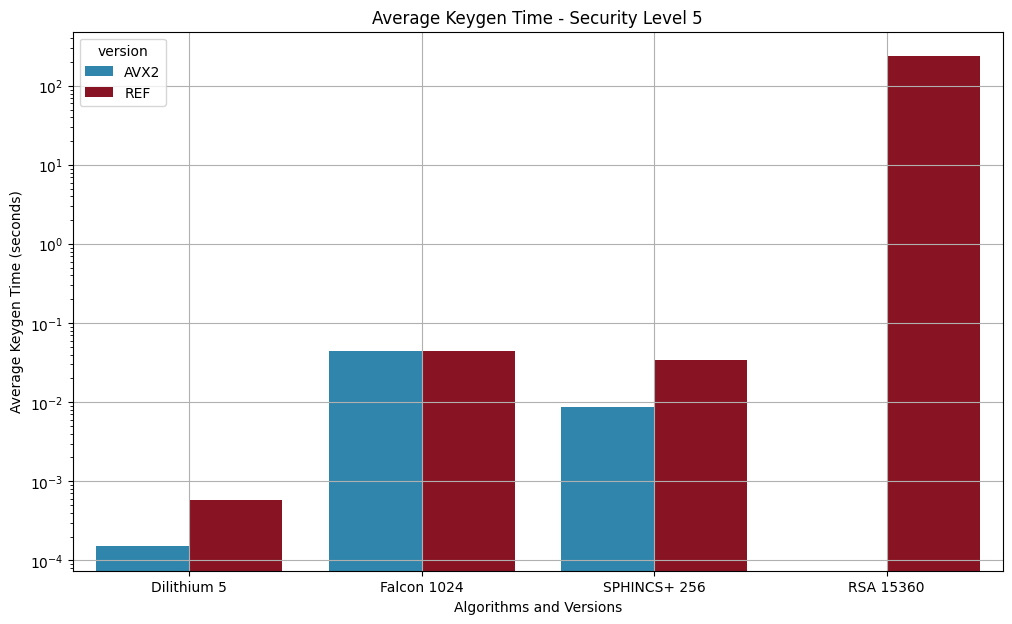 Average Keygen Time - Security Level 5
version
AVX2
REF
10²
10¹
10⁰
10⁻¹
10⁻²
10⁻³
10⁻⁴
Average Keygen Time (seconds)
Dilithium 5
Falcon 1024
SPHINCS+ 256
RSA 15360
Algorithms and Versions